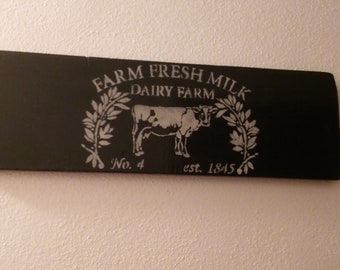 FARM FRESH MILK
DAIRY FARM
No. 4 est. 1845